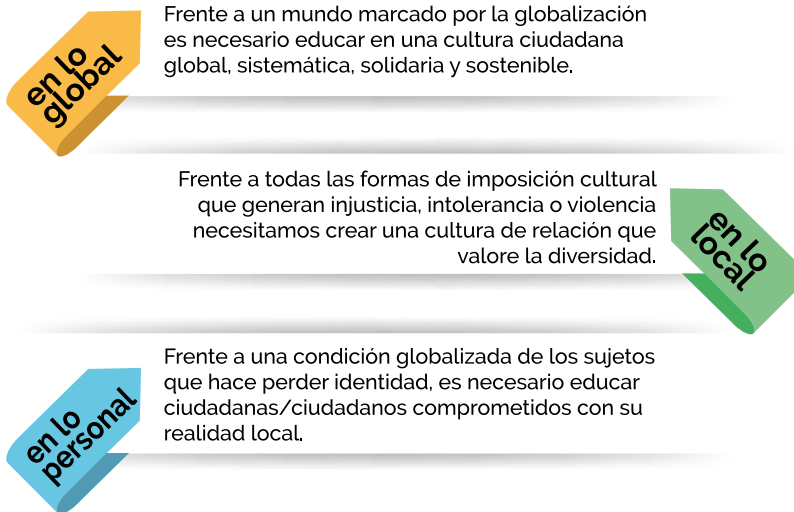 en lo
global
Frente a un mundo marcado por la globalización
es necesario educar en una cultura ciudadana
global, sistemática, solidaria y sostenible.
Frente a todas las formas de imposición cultural
que generan injusticia, intolerancia o violencia
necesitamos crear una cultura de relación que
valore la diversidad.
en lo
local
en lo
personal
Frente a una condición globalizada de los sujetos
que hace perder identidad, es necesario educar
ciudadanas/ciudadanos comprometidos con su
realidad local.